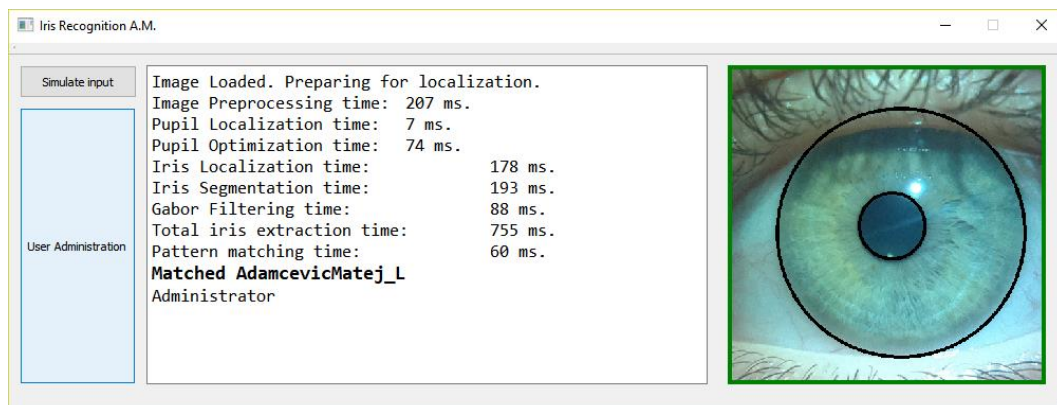 Iris Recognition A.M.
Simulate input
User Administration
Image Loaded. Preparing for localization.
Image Preprocessing time: 207 ms.
Pupil Localization time: 7 ms.
Pupil Optimization time: 74 ms.
Iris Localization time: 178 ms.
Iris Segmentation time: 193 ms.
Gabor Filtering time: 88 ms.
Total iris extraction time: 755 ms.
Pattern matching time: 60 ms.
Matched AdamcevicMatej_L
Administrator